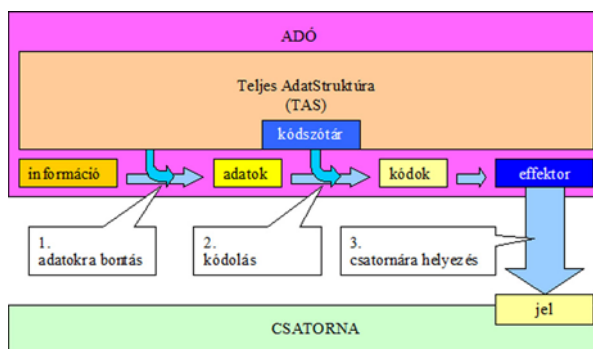 ADÓ
Teljes AdatStruktúra
(TAS)
kódszótár
információ
adatok
kódok
effektor
1.
adatokra bontás
2.
kódolás
3.
csatornára helyezés
jel
CSATORNA